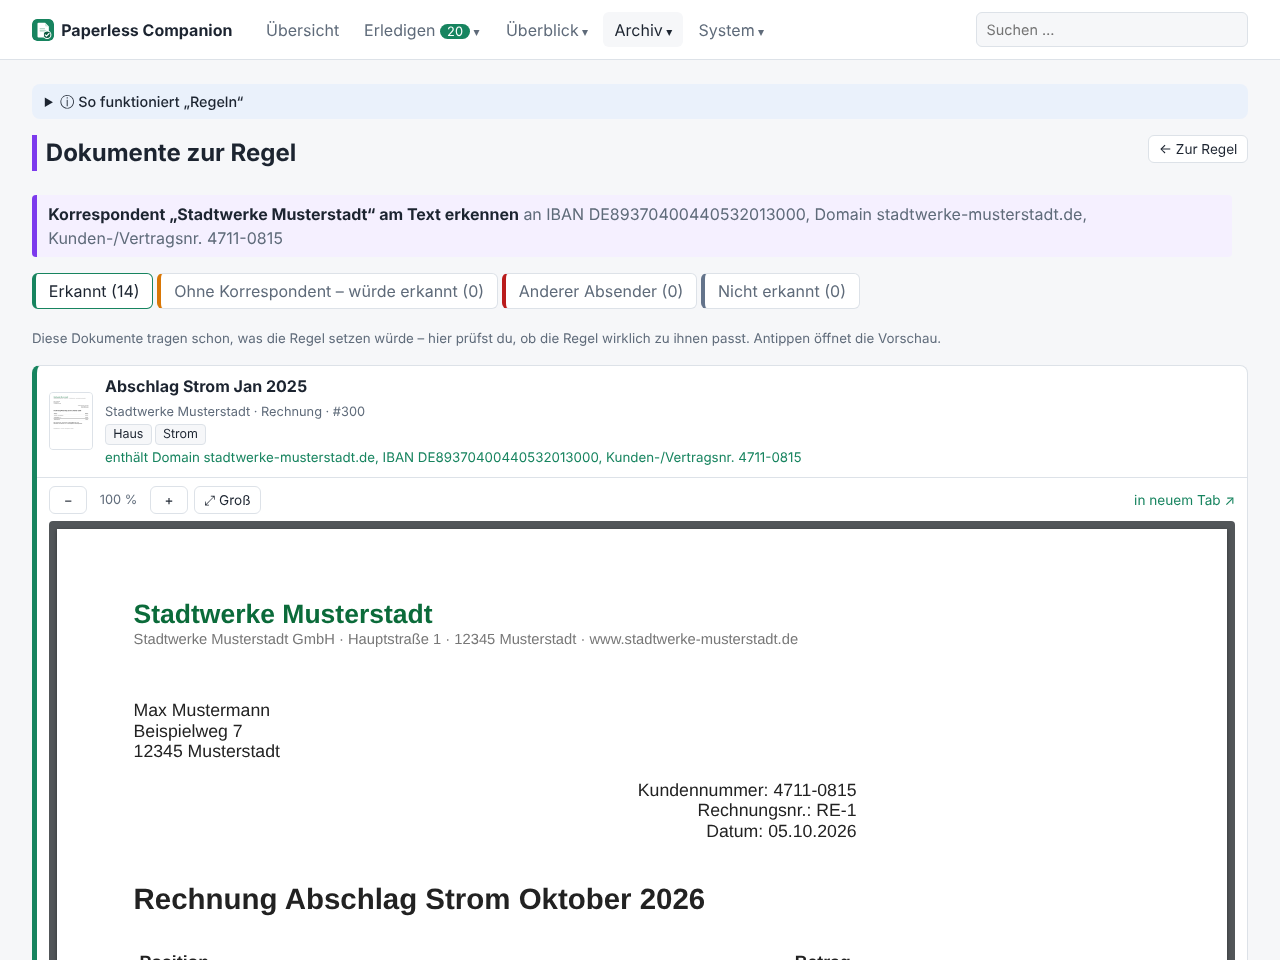 Paperless Companion
Übersicht
Erledigen 20 ▾
Überblick ▾
Archiv ▾
System ▾
Suchen ...
▶ ⓘ So funktioniert „Regeln“
Dokumente zur Regel
← Zur Regel
Korrespondent „Stadtwerke Musterstadt“ am Text erkennen an IBAN DE89370400440532013000, Domain stadtwerke-musterstadt.de,
Kunden-/Vertragsnr. 4711-0815
Erkannt (14)
Ohne Korrespondent – würde erkannt (0)
Anderer Absender (0)
Nicht erkannt (0)
Diese Dokumente tragen schon, was die Regel setzen würde – hier prüfst du, ob die Regel wirklich zu ihnen passt. Antippen öffnet die Vorschau.
Abschlag Strom Jan 2025
Stadtwerke Musterstadt · Rechnung · #300
Haus
Strom
enthält Domain stadtwerke-musterstadt.de, IBAN DE89370400440532013000, Kunden-/Vertragsnr. 4711-0815
− 100 % + ⤢ Groß
in neuem Tab ↗
Stadtwerke Musterstadt
Stadtwerke Musterstadt GmbH · Hauptstraße 1 · 12345 Musterstadt · www.stadtwerke-musterstadt.de
Max Mustermann
Beispielweg 7
12345 Musterstadt
Kundennummer: 4711-0815
Rechnungsnr.: RE-1
Datum: 05.10.2026
Rechnung Abschlag Strom Oktober 2026
Position
Betrag